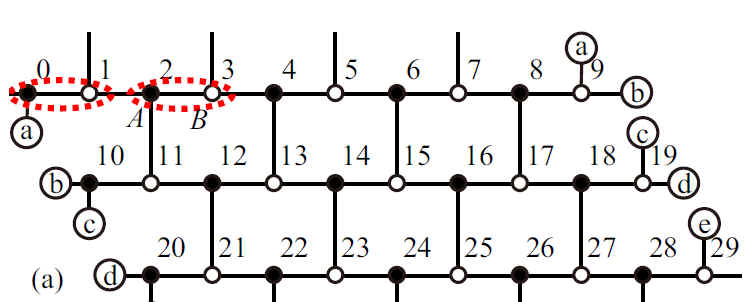 a
0 1 2 3 4 5 6 7 8 9
b
a A B
c
10 11 12 13 14 15 16 17 18 19
b d
c e
20 21 22 23 24 25 26 27 28 29
(a) d